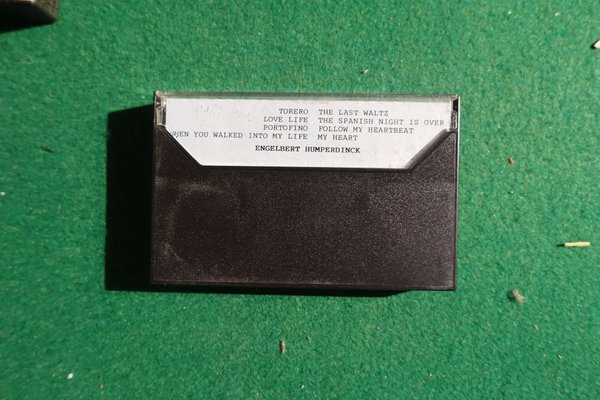 TORERO THE LAST WALTZ
LOVE LIFE THE SPANISH NIGHT IS OVER
PORTOFINO FOLLOW MY HEARTBEAT
HEN YOU WALKED INTO MY LIFE MY HEART
ENGELBERT HUMPERDINCK